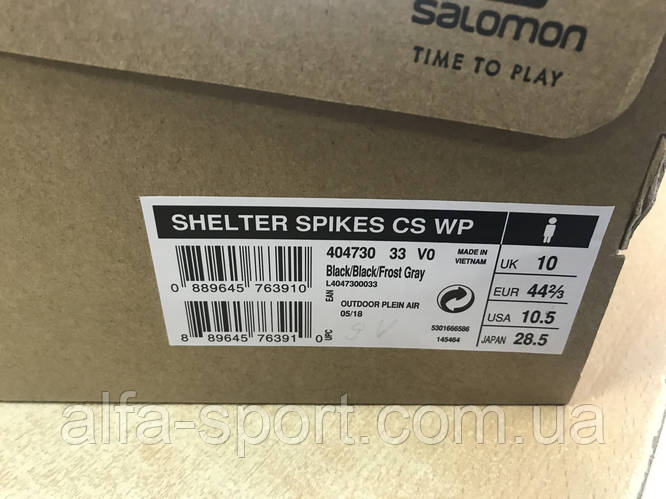 salomon
TIME TO PLAY
SHELTER SPIKES CS WP
404730 33 V0
MADE IN
VIETNAM
Black/Black/Frost Gray
L4047300033
0 889645 763910
EAN
OUTDOOR PLEIN AIR
05/18
8 89645 76391 0
UPC
5301666586
145464
UK 10
EUR 44⅔
USA 10.5
JAPAN 28.5
alfa-sport.com.ua